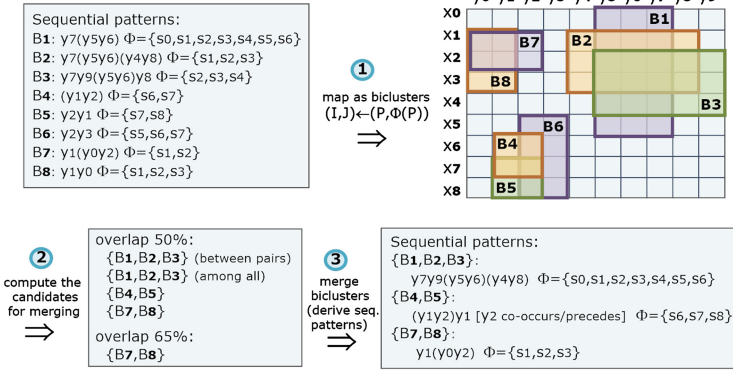 Sequential patterns:
B1: y7(y5y6) Φ={S0,S1,S2,S3,S4,S5,S6}
B2: y7(y5y6)(y4y8) Φ={S1,S2,S3}
B3: y7y9(y5y6)y8 Φ={S2,S3,S4}
B4: (y1y2) Φ={S6,S7}
B5: y2y1 Φ={S7,S8}
B6: y2y3 Φ={S5,S6,S7}
B7: y1(y0y2) Φ={S1,S2}
B8: y1y0 Φ={S1,S2,S3}
1
map as biclusters
(I,J)←(P,Φ(P))
⇒
X0
X1
X2
X3
X4
X5
X6
X7
X8
B1
B7
B2
B8
B3
B6
B4
B5
2
compute the
candidates
for merging
⇒
overlap 50%:
{B1,B2,B3} (between pairs)
{B1,B2,B3} (among all)
{B4,B5}
{B7,B8}
overlap 65%:
{B7,B8}
3
merge
biclusters
(derive seq.
patterns)
⇒
Sequential patterns:
{B1,B2,B3}:
y7y9(y5y6)(y4y8) Φ={S0,S1,S2,S3,S4,S5,S6}
{B4,B5}:
(y1y2)y1 [y2 co-occurs/precedes] Φ={S6,S7,S8}
{B7,B8}:
y1(y0y2) Φ={S1,S2,S3}